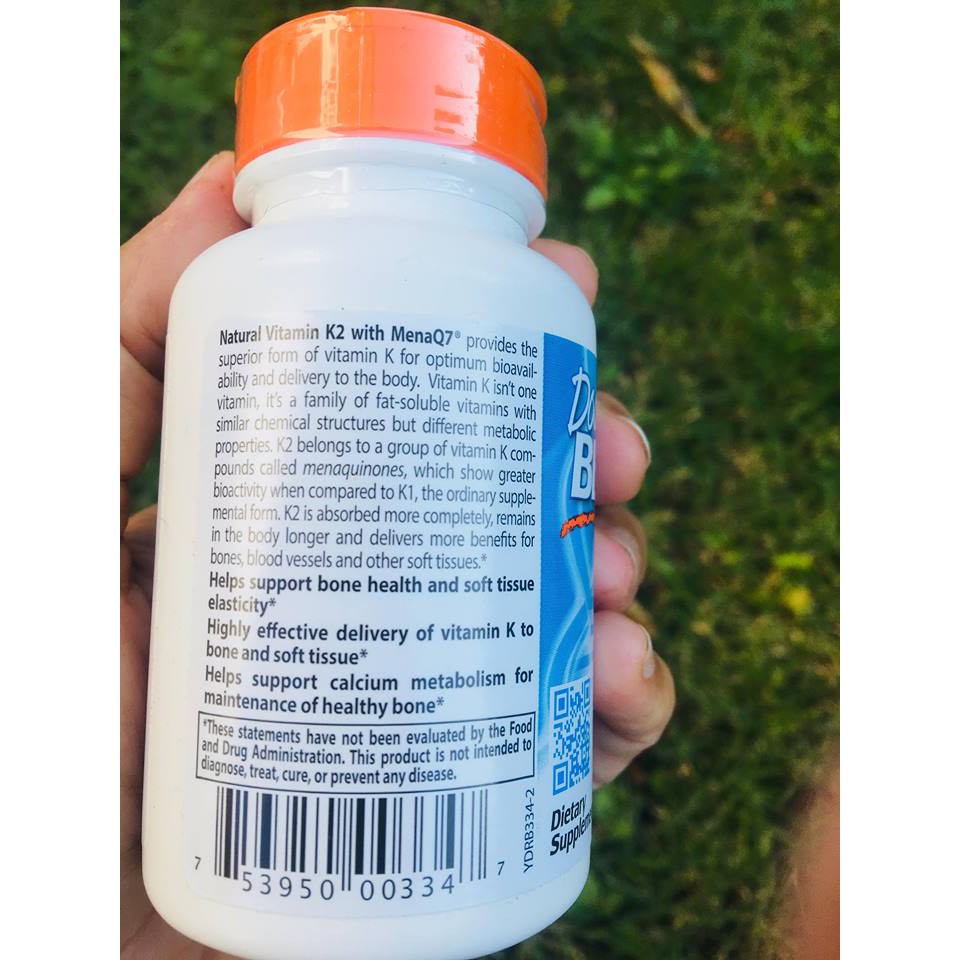 Natural Vitamin K2 with MenaQ7® provides the
superior form of vitamin K for optimum bioavail-
ability and delivery to the body. Vitamin K isn't one
vitamin, it's a family of fat-soluble vitamins with
similar chemical structures but different metabolic
properties. K2 belongs to a group of vitamin K com-
pounds called menaquinones, which show greater
bioactivity when compared to K1, the ordinary supple-
mental form. K2 is absorbed more completely, remains
in the body longer and delivers more benefits for
bones, blood vessels and other soft tissues.*
Helps support bone health and soft tissue
elasticity*
Highly effective delivery of vitamin K to
bone and soft tissue*
Helps support calcium metabolism for
maintenance of healthy bone*
*These statements have not been evaluated by the Food
and Drug Administration. This product is not intended to
diagnose, treat, cure, or prevent any disease.
7 53950 00334 7
YDRB334-2
Dietary